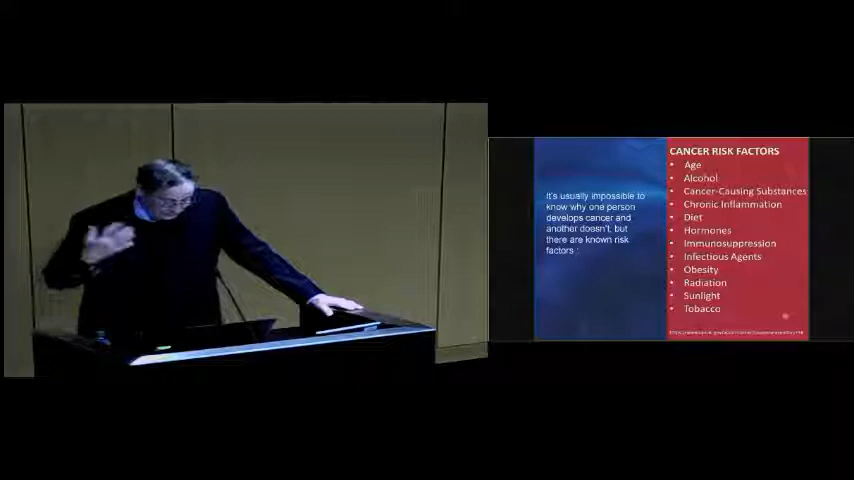 It's usually impossible to
know why one person
develops cancer and
another doesn't, but
there are known risk
factors :
CANCER RISK FACTORS
• Age
• Alcohol
• Cancer-Causing Substances
• Chronic Inflammation
• Diet
• Hormones
• Immunosuppression
• Infectious Agents
• Obesity
• Radiation
• Sunlight
• Tobacco